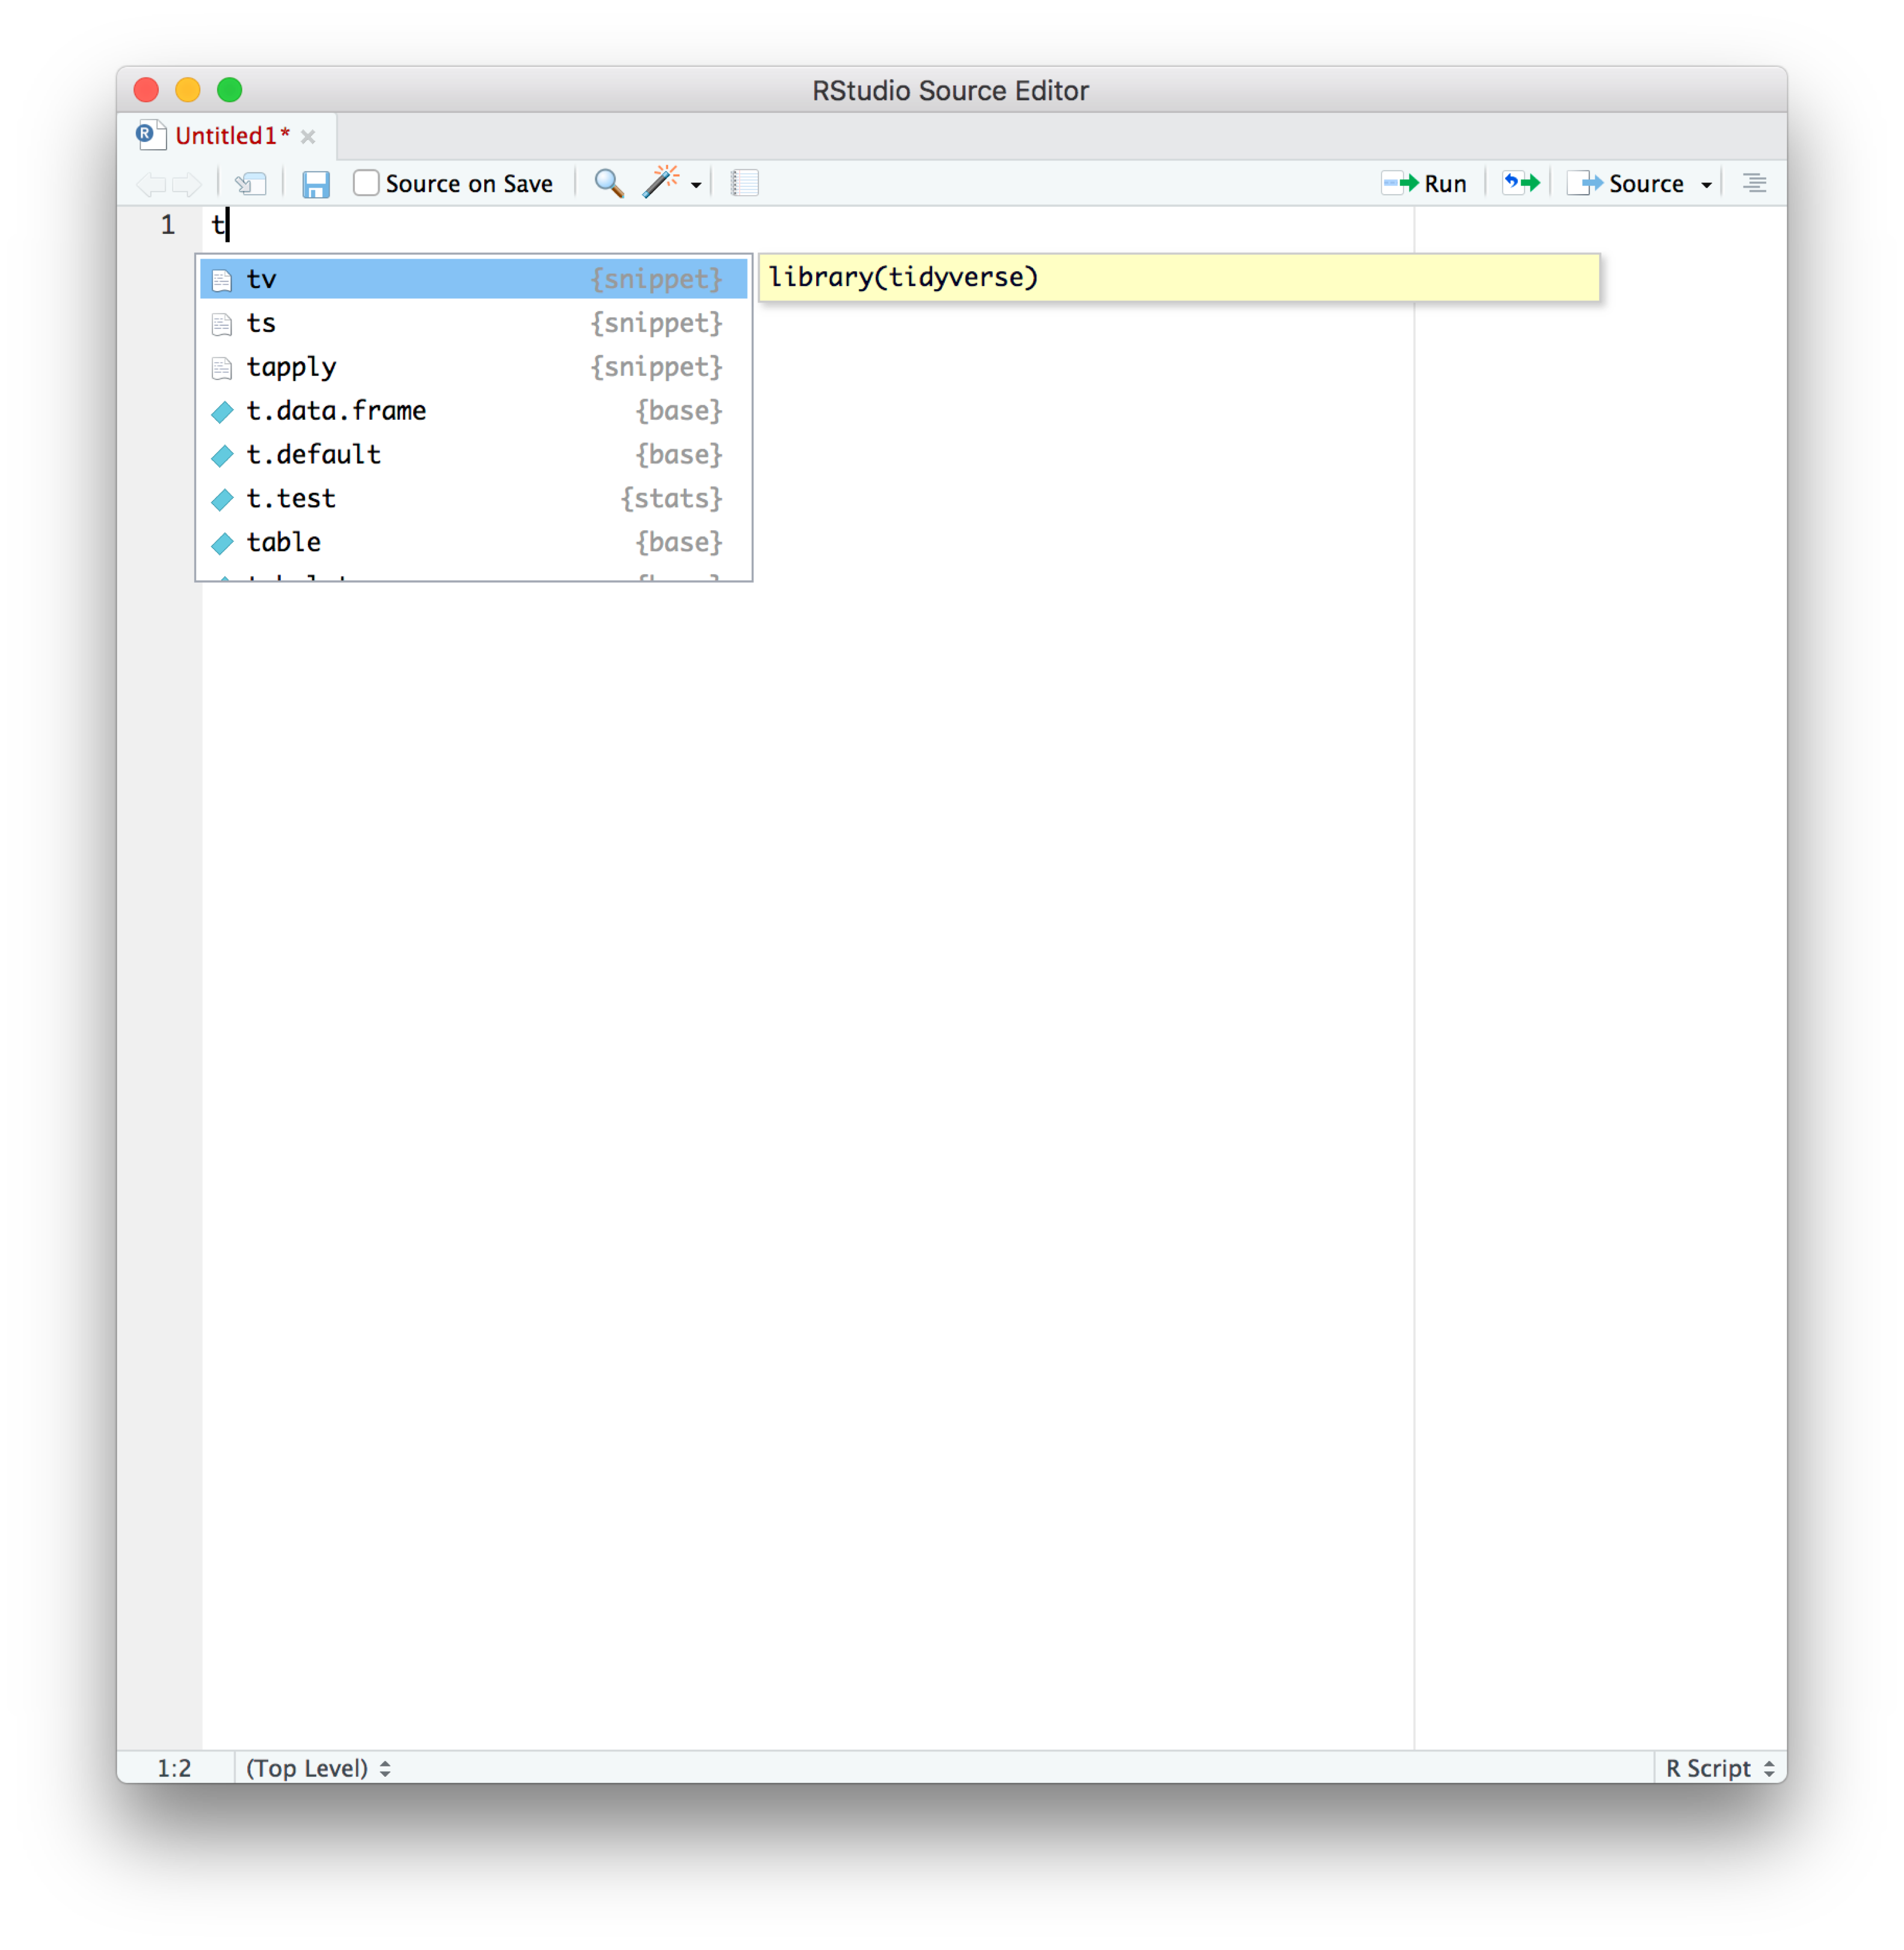 RStudio Source Editor
Untitled1*
Source on Save Run Source
1 t
tv {snippet} library(tidyverse)
ts {snippet}
tapply {snippet}
t.data.frame {base}
t.default {base}
t.test {stats}
table {base}
1:2 (Top Level) R Script